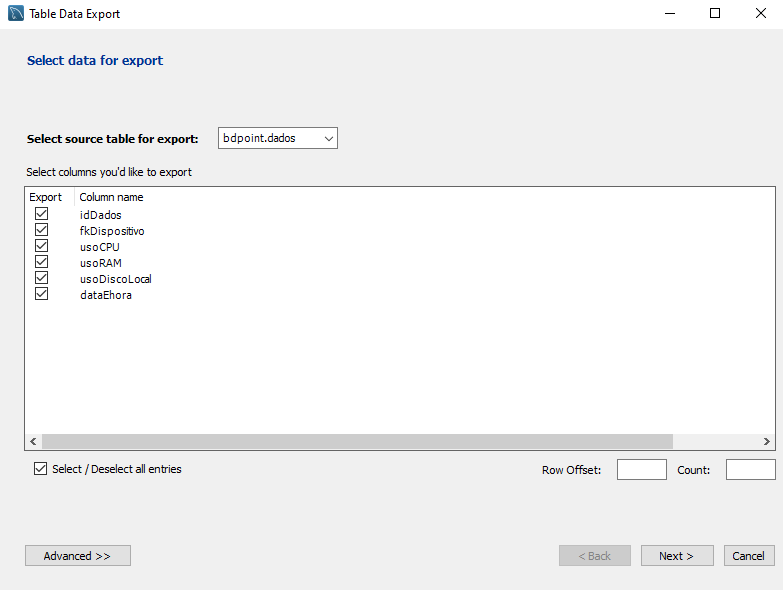 Table Data Export
Select data for export
Select source table for export: bdpoint.dados
Select columns you'd like to export
Export Column name
idDados
fkDispositivo
usoCPU
usoRAM
usoDiscoLocal
dataEhora
Select / Deselect all entries Row Offset: Count:
Advanced >> < Back Next > Cancel